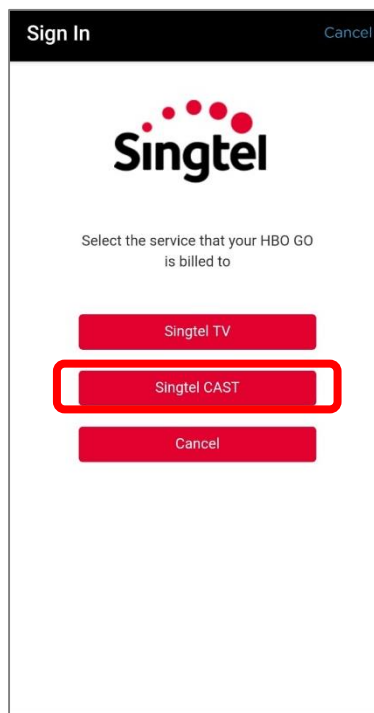 Sign In
Cancel
Singtel
Select the service that your HBO GO
is billed to
Singtel TV
Singtel CAST
Cancel